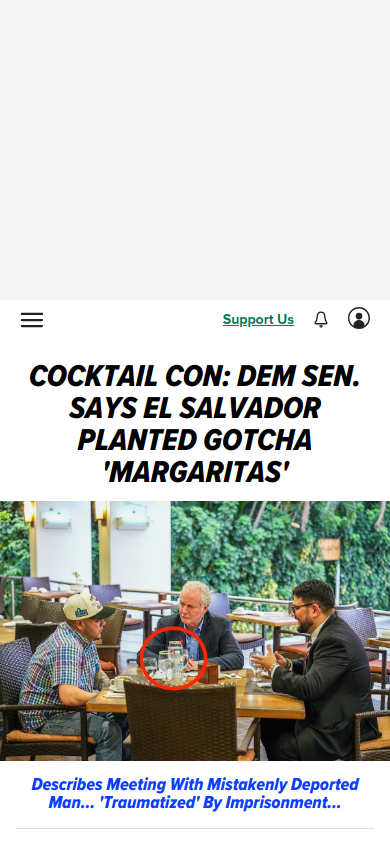 Support Us
COCKTAIL CON: DEM SEN.
SAYS EL SALVADOR
PLANTED GOTCHA
'MARGARITAS'
Describes Meeting With Mistakenly Deported
Man... 'Traumatized' By Imprisonment...